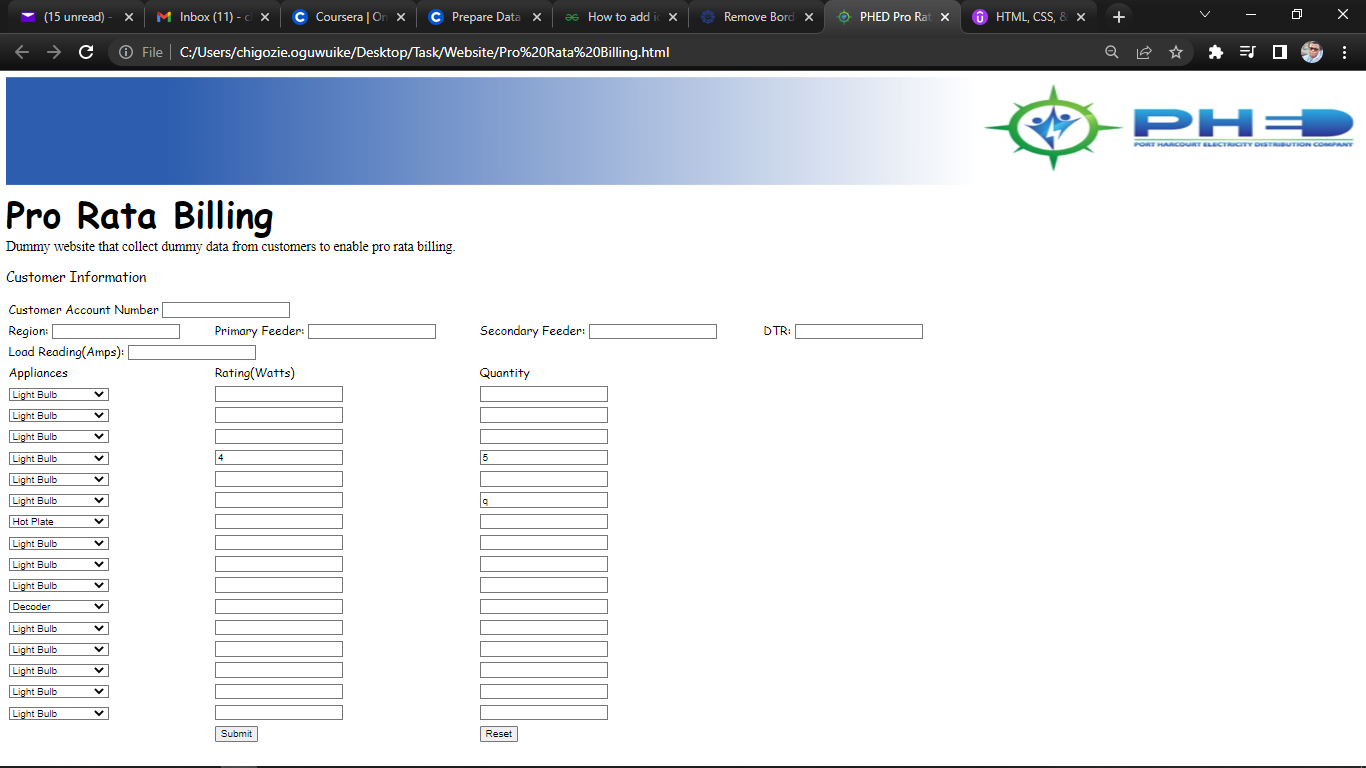 (15 unread) -
Inbox (11) - c
Coursera | On
Prepare Data
How to add ic
Remove Bord
PHED Pro Rat
HTML, CSS, &
File
C:/Users/chigozie.oguwuike/Desktop/Task/Website/Pro%20Rata%20Billing.html
PHED
PORT HARCOURT ELECTRICITY DISTRIBUTION COMPANY
Pro Rata Billing
Dummy website that collect dummy data from customers to enable pro rata billing.
Customer Information
Customer Account Number
Region: Primary Feeder: Secondary Feeder: DTR:
Load Reading(Amps):
Appliances Rating(Watts) Quantity
Light Bulb
Light Bulb
Light Bulb
Light Bulb 4 5
Light Bulb
Light Bulb q
Hot Plate
Light Bulb
Light Bulb
Light Bulb
Decoder
Light Bulb
Light Bulb
Light Bulb
Light Bulb
Light Bulb
Submit Reset